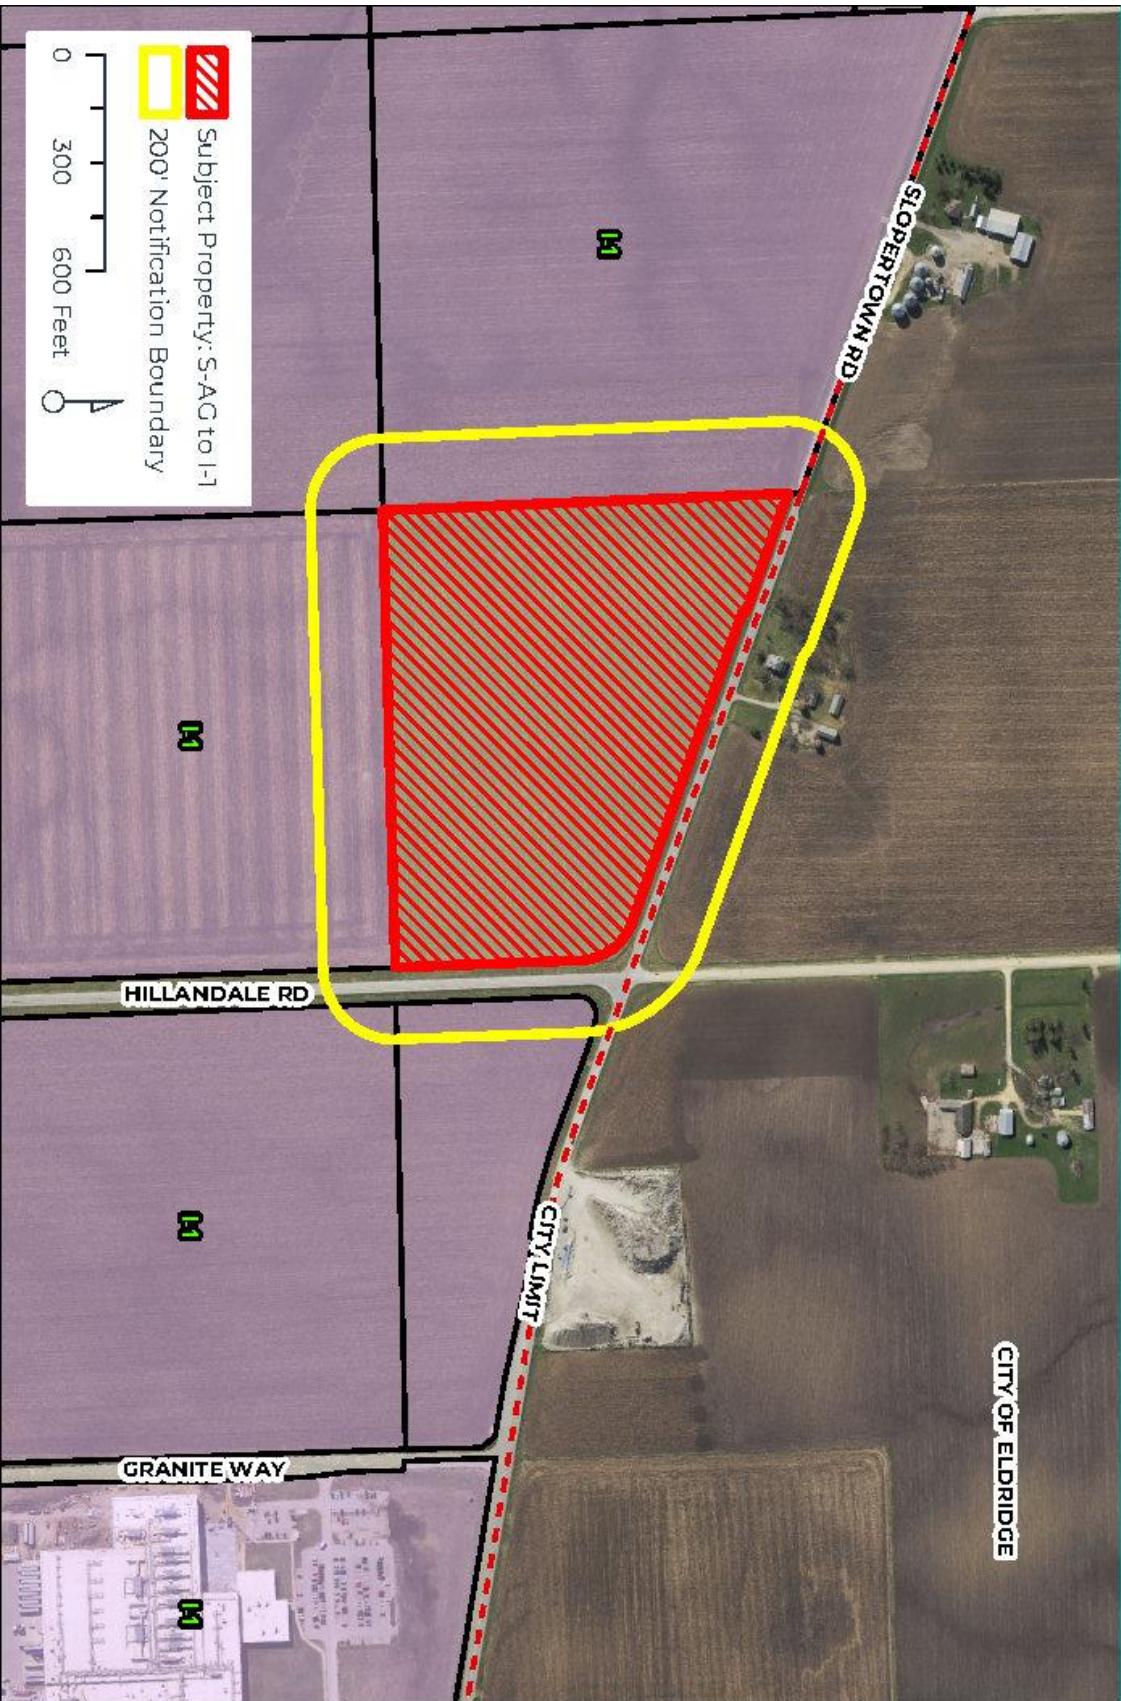 SLOPERTOWN RD
I-1
CITY OF ELDRIDGE
CITY LIMIT
HILLANDALE RD
GRANITE WAY
I-1
I-1
I-1
Subject Property: S-AG to I-1
200' Notification Boundary
0 300 600 Feet